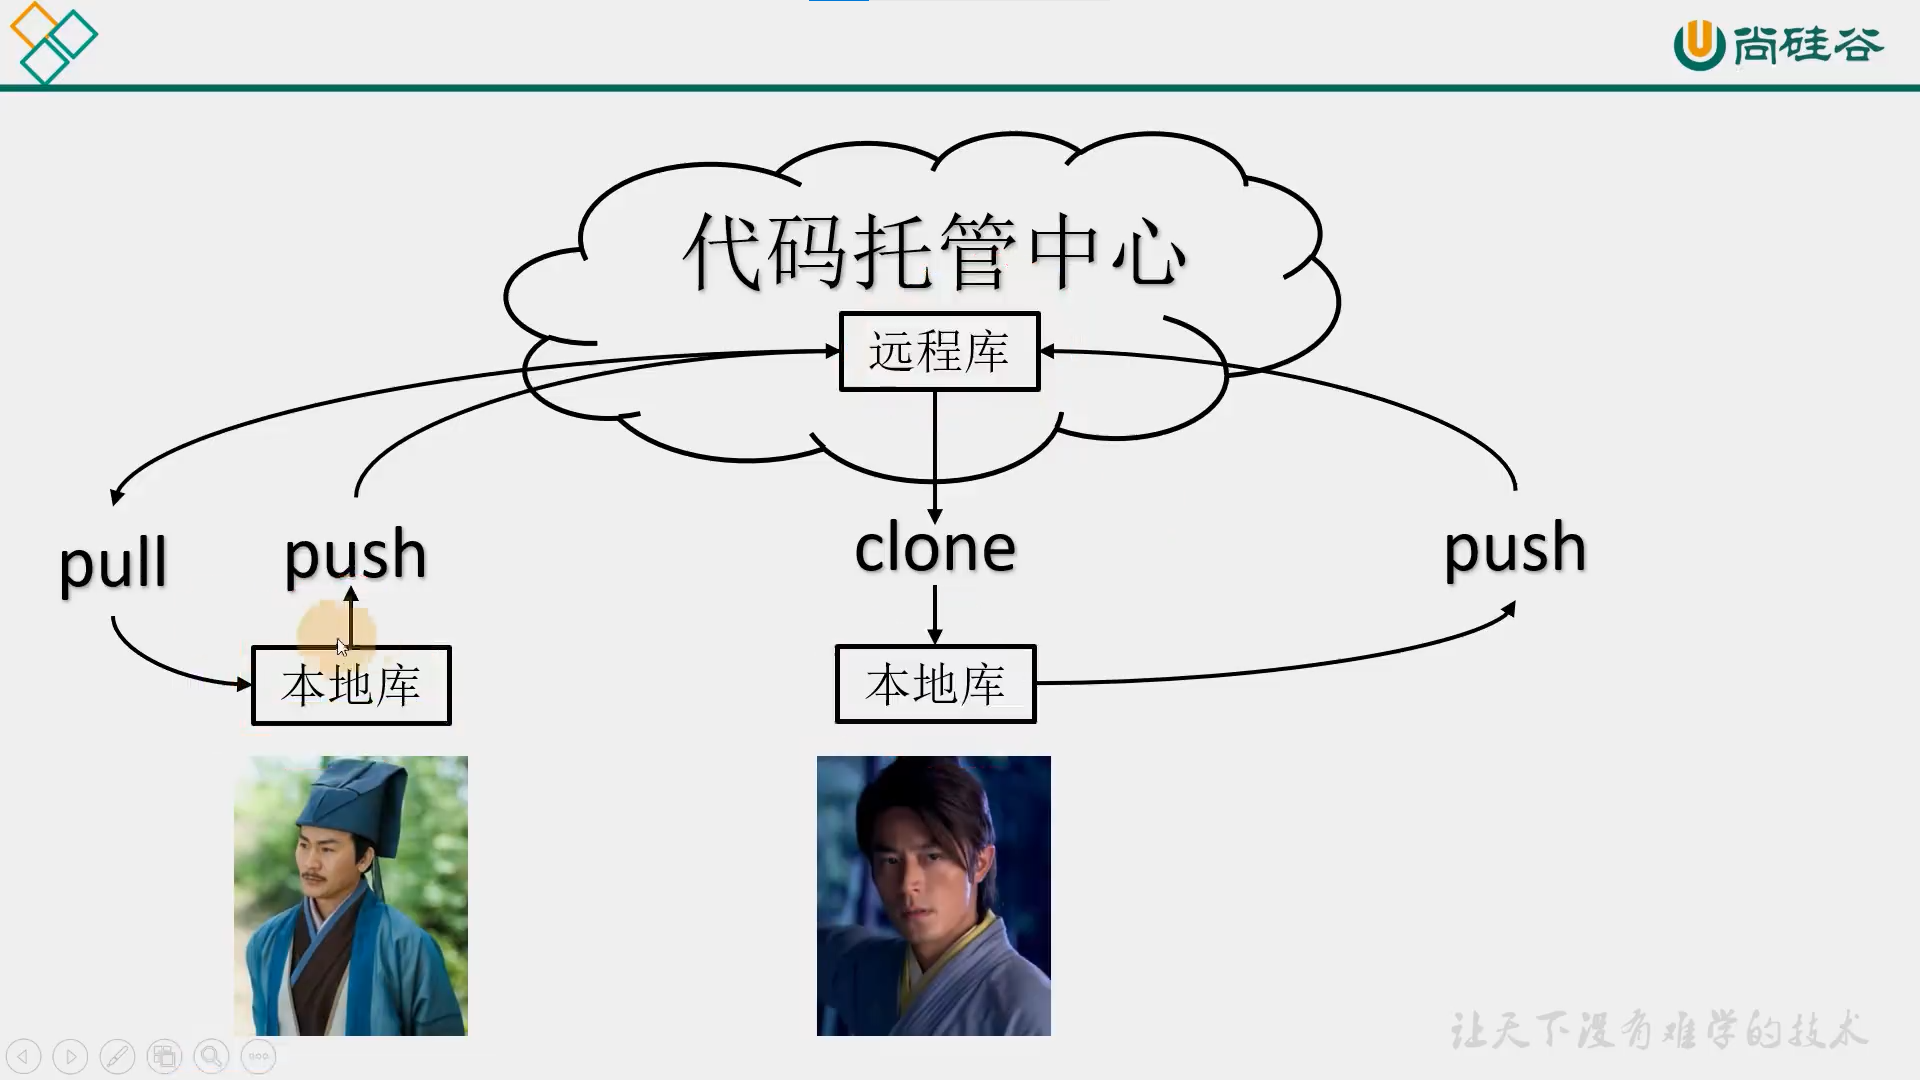 尚硅谷
代码托管中心
远程库
pull
push
clone
push
本地库
本地库
让天下没有难学的技术